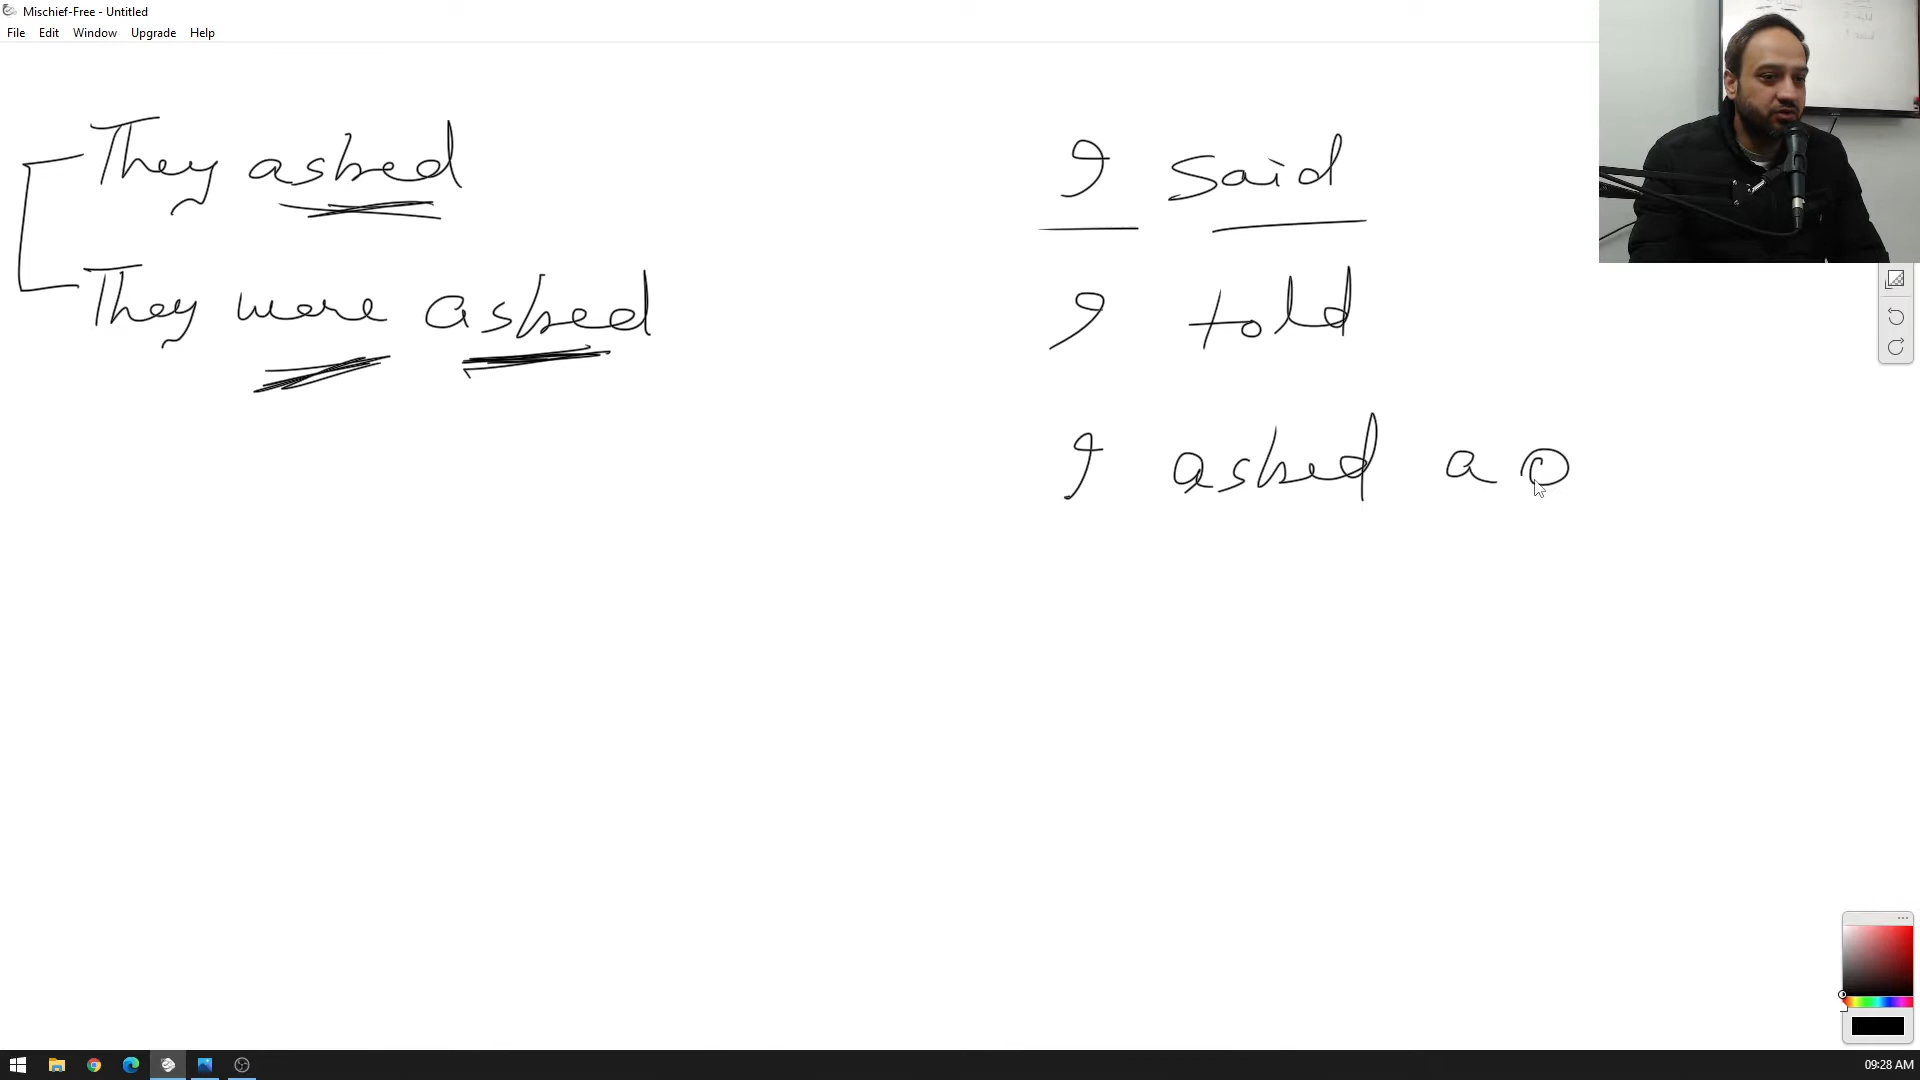 Mischief-Free - Untitled
File Edit Window Upgrade Help
They asked
They were asked
I said
I told
I asked a
09:28 AM